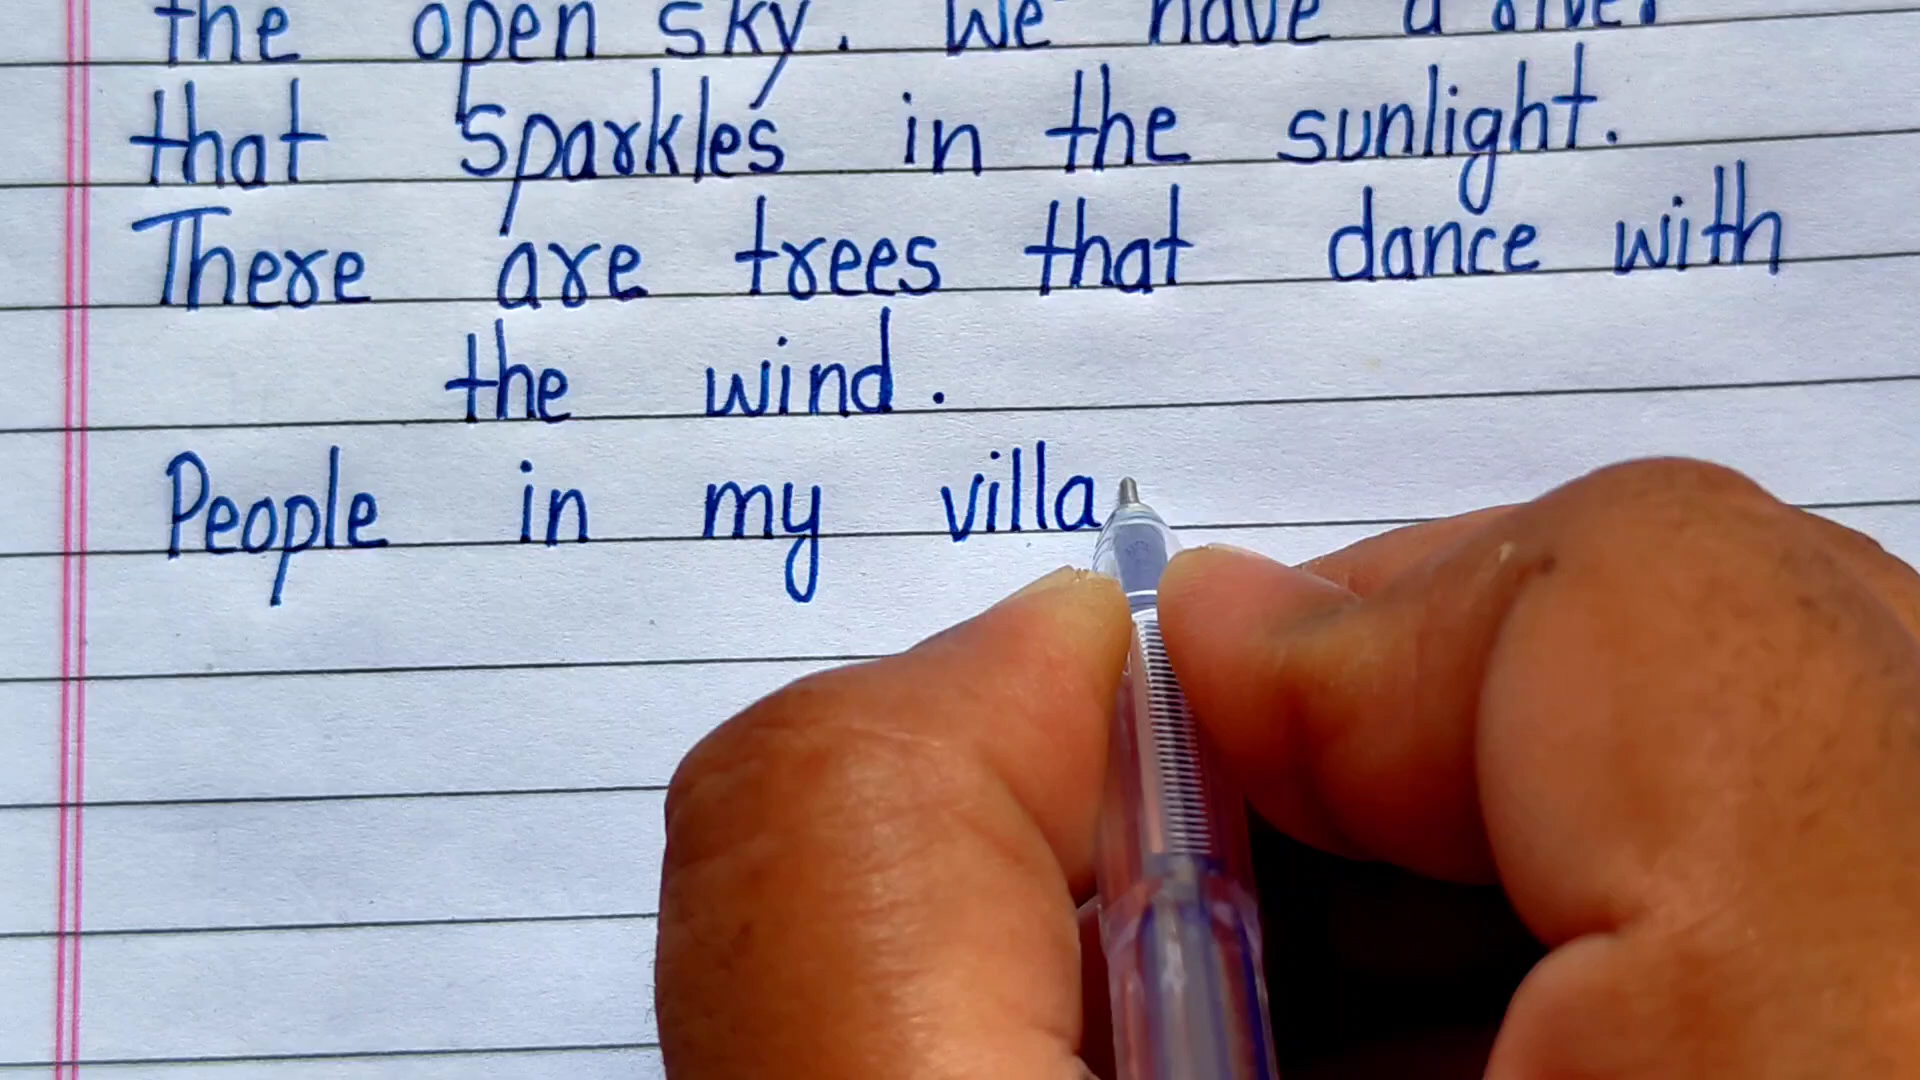 the open sky. We have a river
that sparkles in the sunlight.
There are trees that dance with
the wind.
People in my villa